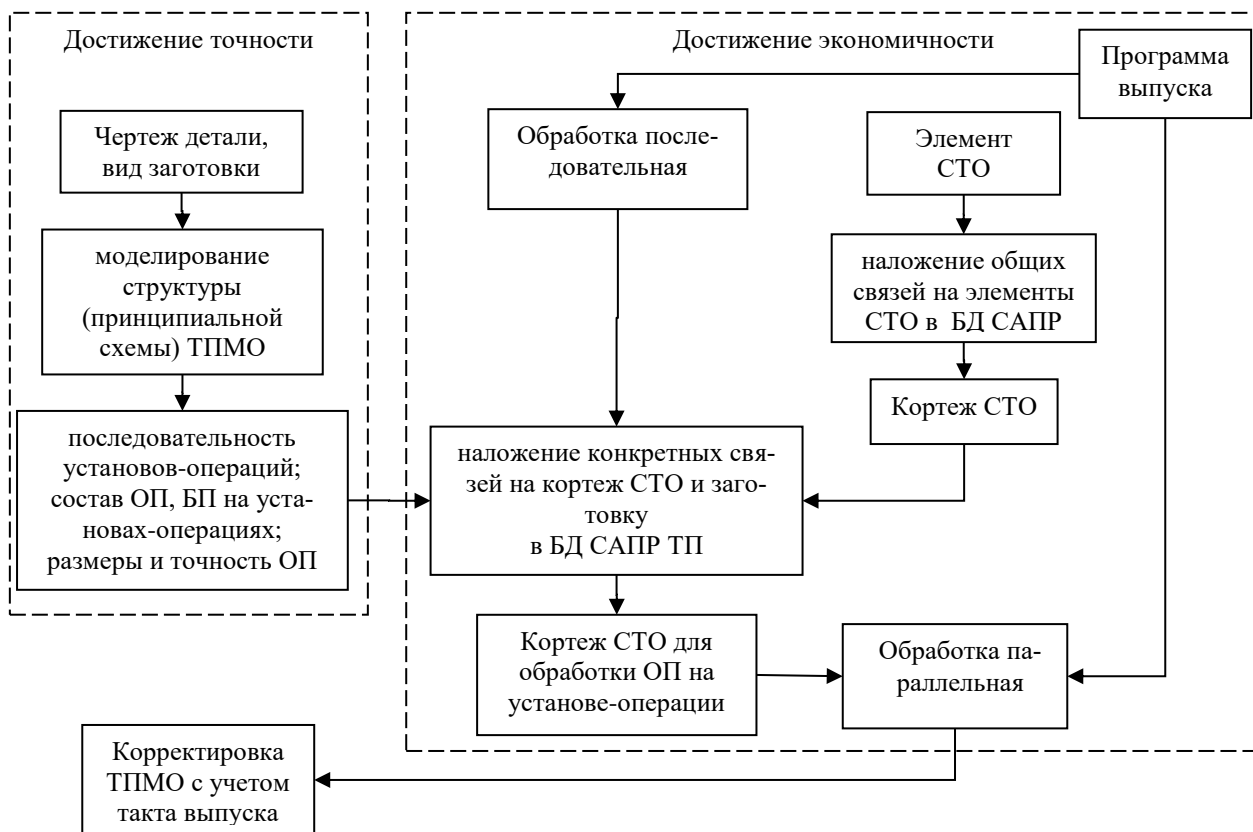 Достижение точности
Чертеж детали,
вид заготовки
моделирование
структуры
(принципиальной
схемы) ТПМО
последовательность
установов-операций;
состав ОП, БП на уста-
новах-операциях;
размеры и точность ОП
Достижение экономичности
Программа
выпуска
Обработка после-
довательная
Элемент
СТО
наложение общих
связей на элементы
СТО в БД САПР
Кортеж СТО
наложение конкретных свя-
зей на кортеж СТО и заго-
товку
в БД САПР ТП
Кортеж СТО для
обработки ОП на
установе-операции
Обработка па-
раллельная
Корректировка
ТПМО с учетом
такта выпуска